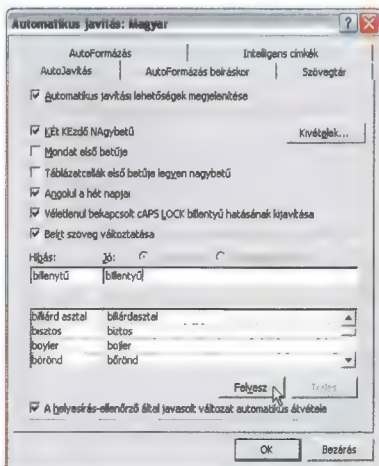 Automatikus javítás: Magyar
AutoFormázás Intelligens címkék
AutoJavítás AutoFormázás beíráskor Szövegtár
Automatikus javítási lehetőségek megjelenítése
KÉt KEzdő NAgybetű Kivételek...
Mondat első betűje
Táblázatcellák első betűje legyen nagybetű
Angolul a hét napjai
Véletlenül bekapcsolt cAPS LOCK billentyű hatásának kijavítása
Beírt szöveg változtatása
Hibás: Jó:
billenytű billentyű
billiárd asztal biliárdasztal
bisztos biztos
boyler bojler
börönd bőrönd
Felvesz Törlés
A helyesírás-ellenőrző által javasolt változat automatikus átvétele
OK Bezárás